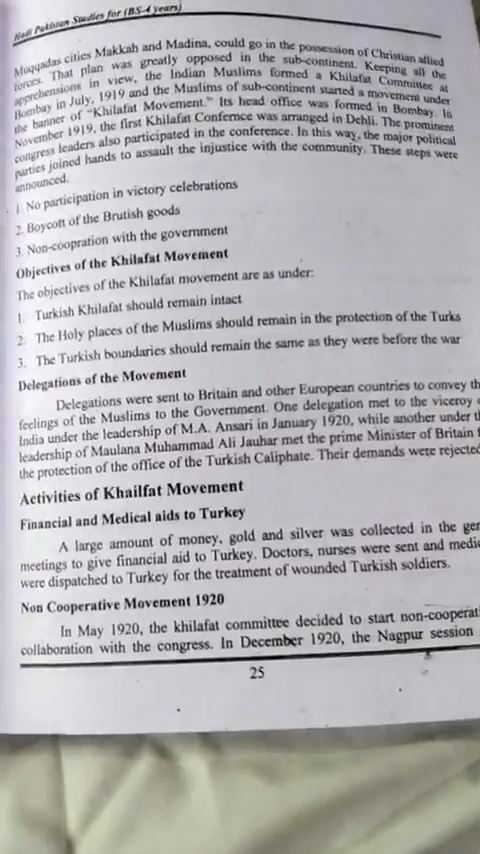 Hadi Pakistan Studies for (BS-4 years)
Muqqadas cities Makkah and Madina, could go in the possession of Christian allied
forces. That plan was greatly opposed in the sub-continent. Keeping all the
apprehensions in view, the Indian Muslims formed a Khilafat Committee at
Bombay in July, 1919 and the Muslims of sub-continent started a movement under
the banner of "Khilafat Movement." Its head office was formed in Bombay. In
November 1919, the first Khilafat Confernce was arranged in Dehli. The prominent
congress leaders also participated in the conference. In this way, the major political
parties joined hands to assault the injustice with the community. These steps were
announced.
1. No participation in victory celebrations
2. Boycott of the Brutish goods
3. Non-coopration with the government
Objectives of the Khilafat Movement
The objectives of the Khilafat movement are as under:
1. Turkish Khilafat should remain intact
2. The Holy places of the Muslims should remain in the protection of the Turks
3. The Turkish boundaries should remain the same as they were before the war
Delegations of the Movement
Delegations were sent to Britain and other European countries to convey th
feelings of the Muslims to the Government. One delegation met to the viceroy
India under the leadership of M.A. Ansari in January 1920, while another under th
leadership of Maulana Muhammad Ali Jauhar met the prime Minister of Britain
the protection of the office of the Turkish Caliphate. Their demands were rejected
Activities of Khailfat Movement
Financial and Medical aids to Turkey
A large amount of money, gold and silver was collected in the ger
meetings to give financial aid to Turkey. Doctors, nurses were sent and medic
were dispatched to Turkey for the treatment of wounded Turkish soldiers.
Non Cooperative Movement 1920
In May 1920, the khilafat committee decided to start non-cooperati
collaboration with the congress. In December 1920, the Nagpur session
25